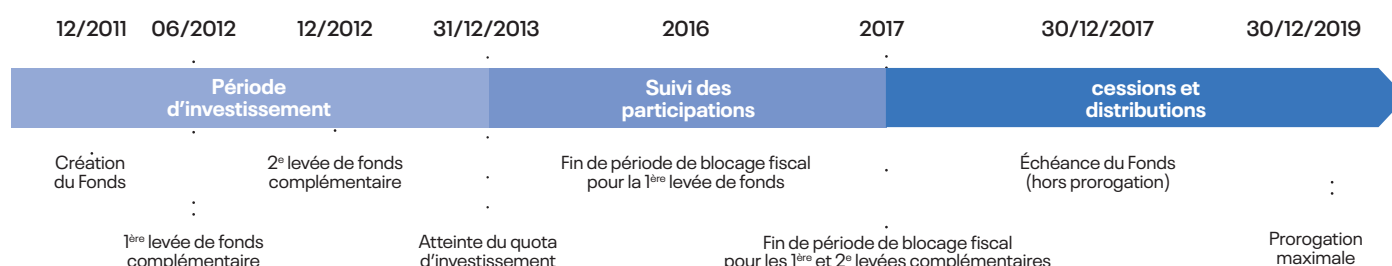 12/2011 06/2012 12/2012 31/12/2013 2016 2017 30/12/2017 30/12/2019
Période
d'investissement
Suivi des
participations
cessions et
distributions
Création
du Fonds
2e levée de fonds
complémentaire
Fin de période de blocage fiscal
pour la 1ère levée de fonds
Échéance du Fonds
(hors prorogation)
1ère levée de fonds
complémentaire
Atteinte du quota
d'investissement
Fin de période de blocage fiscal
pour les 1ère et 2e levées complémentaires
Prorogation
maximale